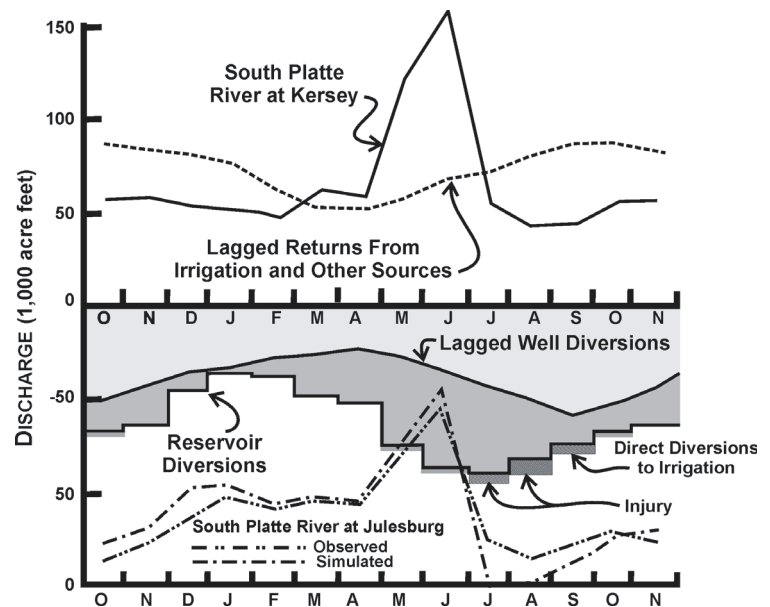 150
South Platte
River at Kersey
100
50
Lagged Returns From
Irrigation and Other Sources
0
DISCHARGE (1,000 acre feet)
O N D J F M A M J J A S O N
Lagged Well Diversions
-50
Reservoir
Diversions
Direct Diversions
to Irrigation
50
Injury
South Platte River at Julesburg
Observed
Simulated
0
O N D J F M A M J J A S O N